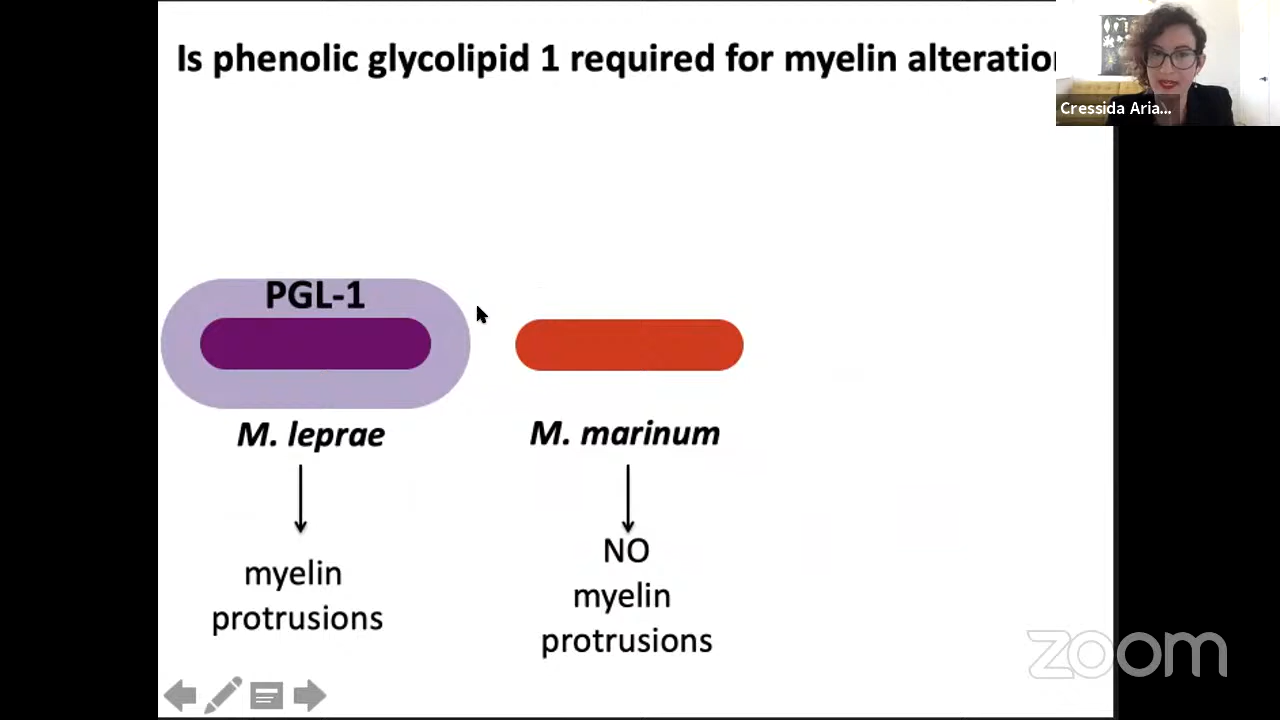 Is phenolic glycolipid 1 required for myelin alteration
Cressida Aria...
PGL-1
M. leprae
M. marinum
myelin
protrusions
NO
myelin
protrusions
zoom